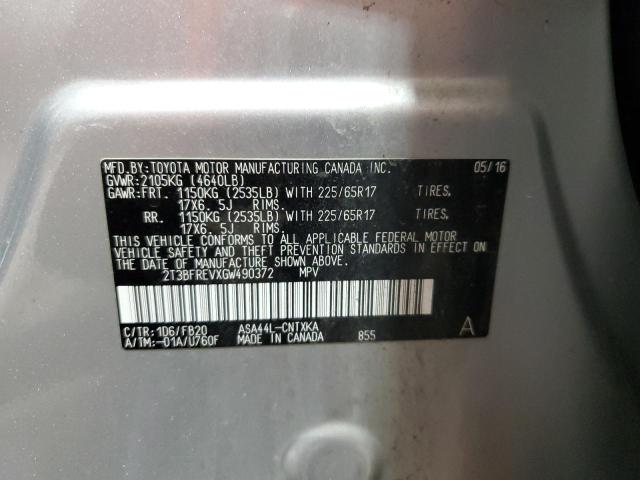 MFD.BY:TOYOTA MOTOR MANUFACTURING CANADA INC. 05/16
GVWR:2105KG (4640LB)
GAWR:FRT. 1150KG (2535LB) WITH 225/65R17 TIRES.
17X6. 5J RIMS.
RR. 1150KG (2535LB) WITH 225/65R17 TIRES.
17X6. 5J RIMS.
THIS VEHICLE CONFORMS TO ALL APPLICABLE FEDERAL MOTOR
VEHICLE SAFETY AND THEFT PREVENTION STANDARDS IN EFFECT ON
THE DATE OF MANUFACTURE SHOWN ABOVE.
2T3BFREVXGW490372 MPV
C/TR:1D6/FB20 ASA44L-CNTXKA A
A/TM:-01A/U760F MADE IN CANADA 855